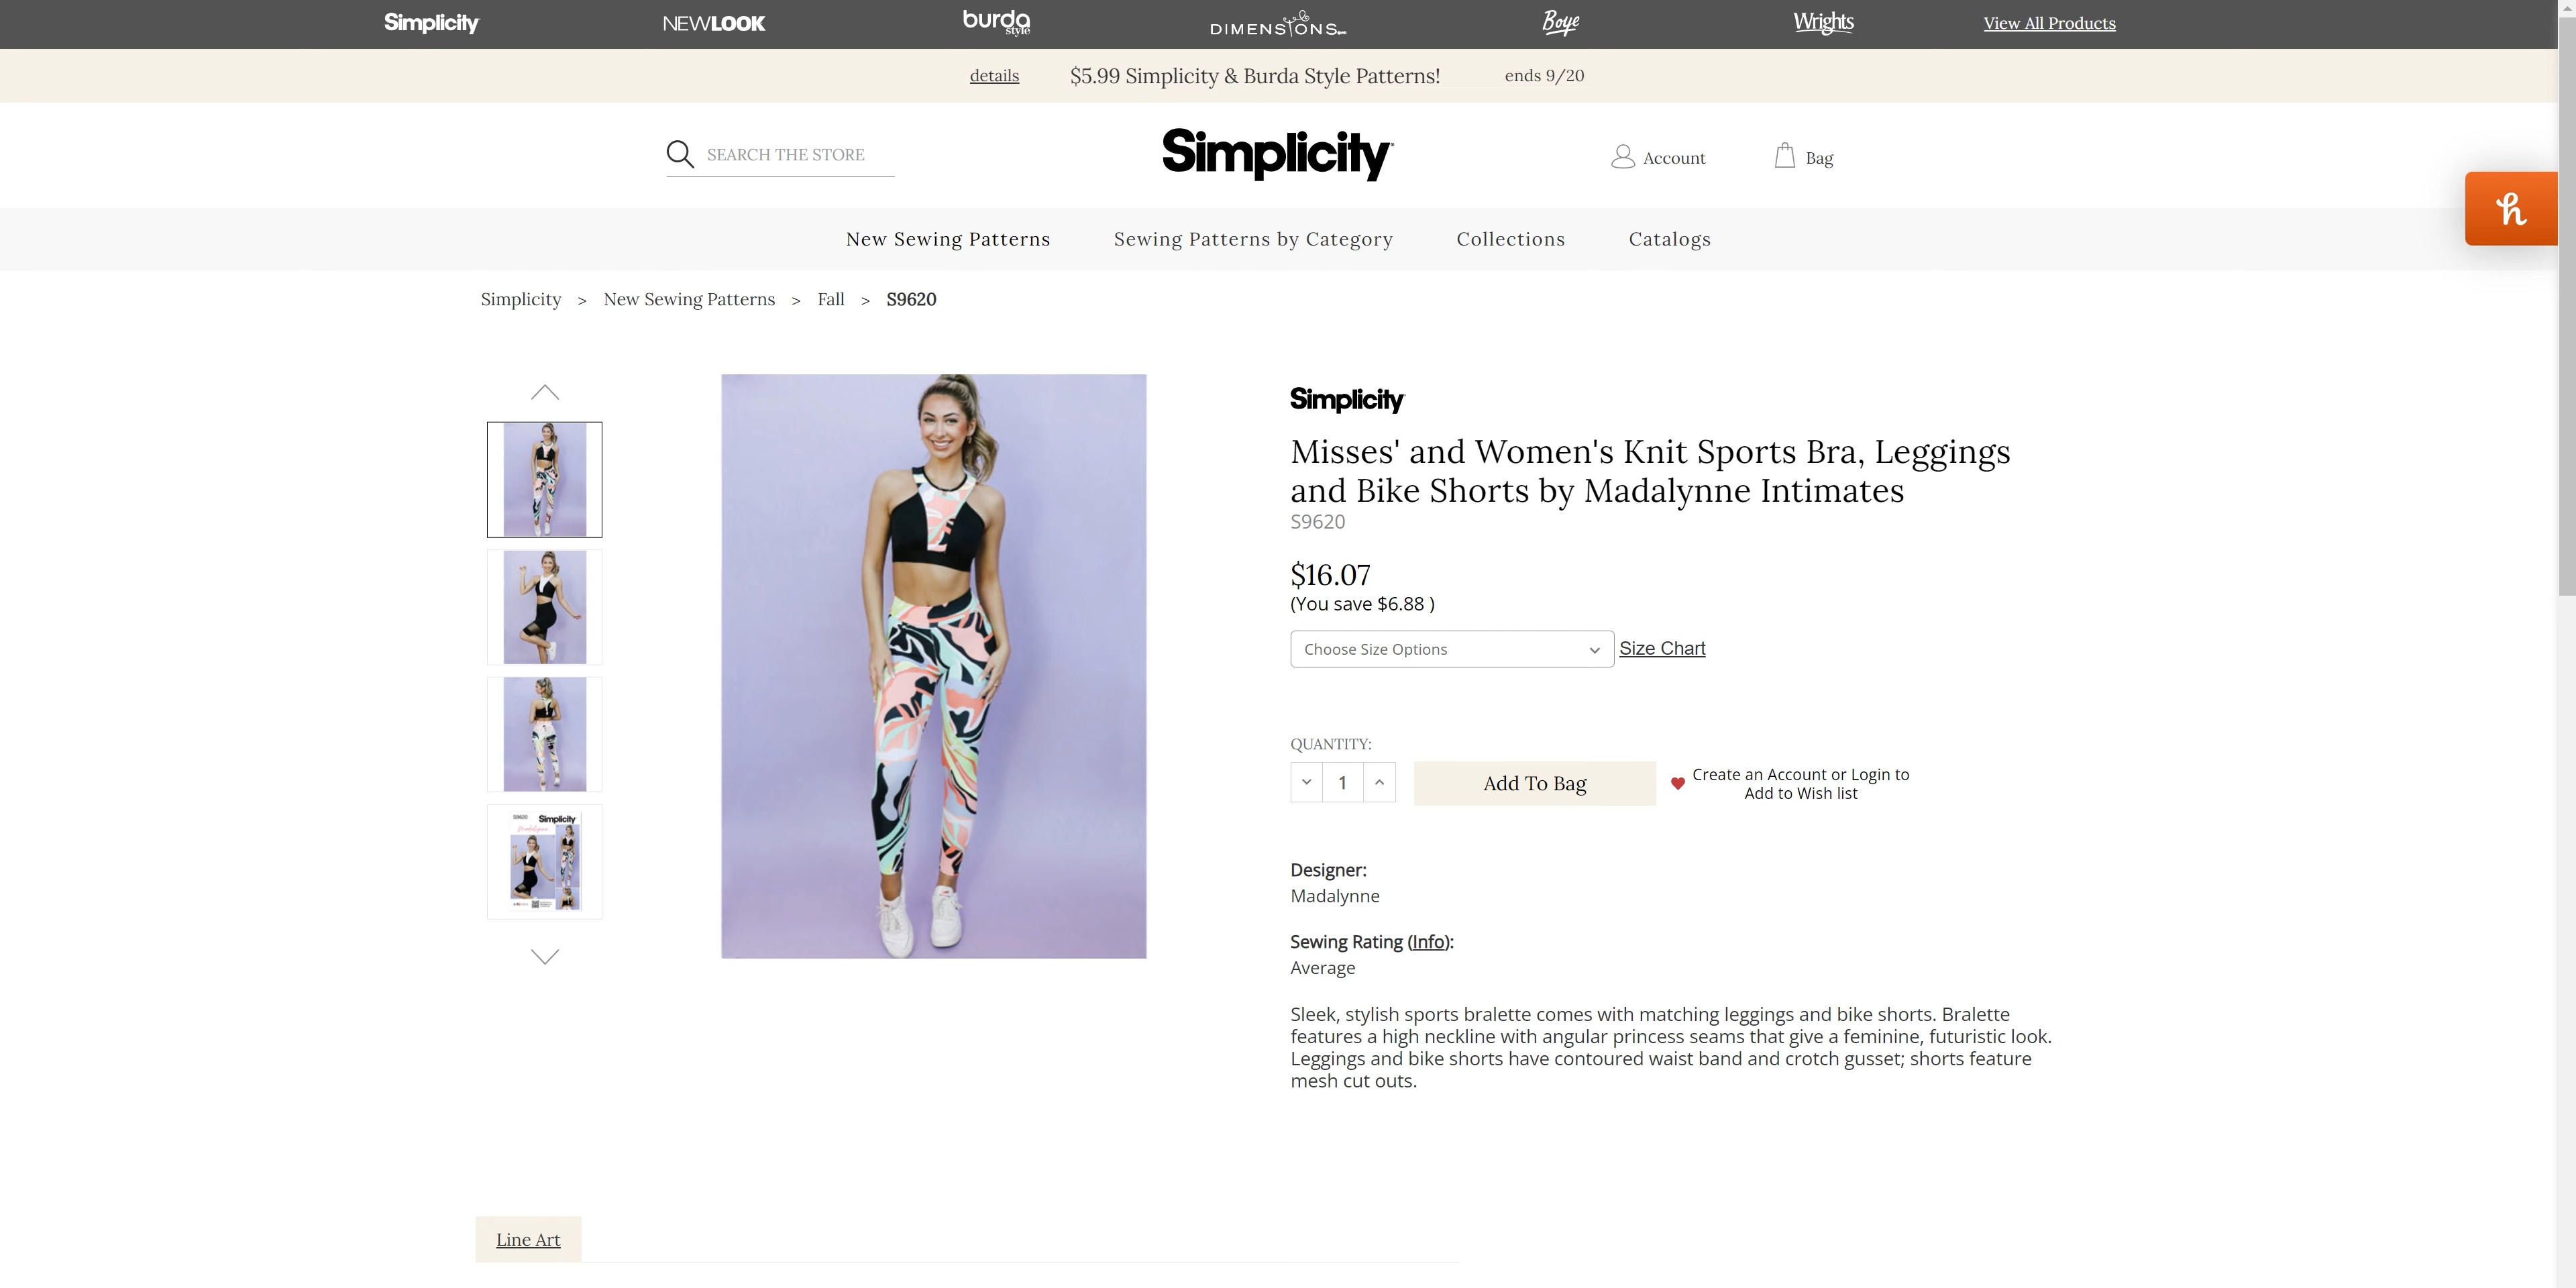 Simplicity
NEWLOOK
burda style
DIMENSIONS
Boye
Wrights
View All Products
details
$5.99 Simplicity & Burda Style Patterns!
ends 9/20
SEARCH THE STORE
Simplicity
Account
Bag
New Sewing Patterns
Sewing Patterns by Category
Collections
Catalogs
Simplicity > New Sewing Patterns > Fall > S9620
Simplicity
Misses' and Women's Knit Sports Bra, Leggings
and Bike Shorts by Madalynne Intimates
S9620
$16.07
(You save $6.88 )
Choose Size Options
Size Chart
QUANTITY:
1
Add To Bag
Create an Account or Login to
Add to Wish list
S9620 Simplicity
Madalynne
Designer:
Madalynne
Sewing Rating (Info):
Average
Sleek, stylish sports bralette comes with matching leggings and bike shorts. Bralette
features a high neckline with angular princess seams that give a feminine, futuristic look.
Leggings and bike shorts have contoured waist band and crotch gusset; shorts feature
mesh cut outs.
Line Art